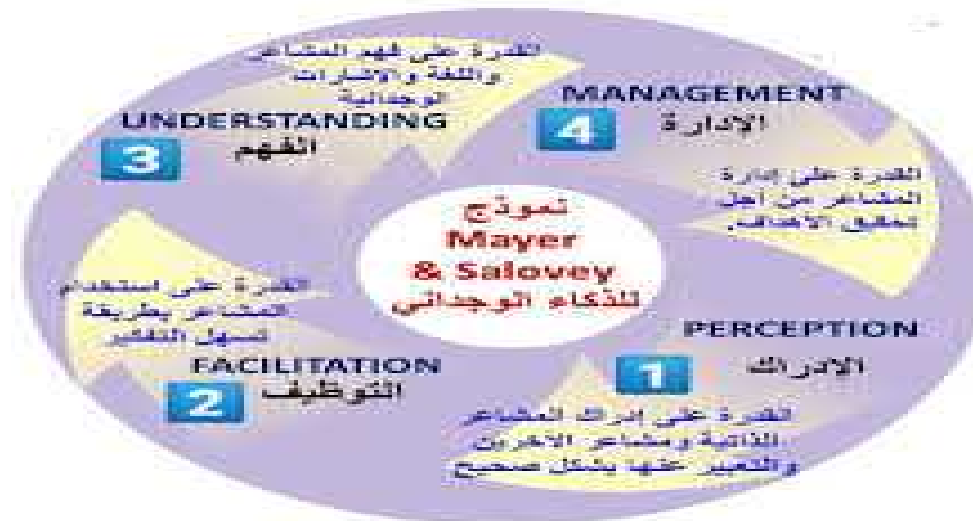 نموذج
Mayer
& Salovey
للذكاء الوجداني
PERCEPTION
1 الإدراك
القدرة على إدراك المشاعر
الذاتية ومشاعر الآخرين
والتعبير عنها بشكل صحيح
القدرة على استخدام
المشاعر بطريقة
تسهل التفكير
FACILITATION
2 التوظيف
القدرة على فهم المشاعر
واللغة والإشارات
الوجدانية
UNDERSTANDING
3 الفهم
MANAGEMENT
4 الإدارة
القدرة على إدارة
المشاعر من أجل
تحقيق الأهداف.